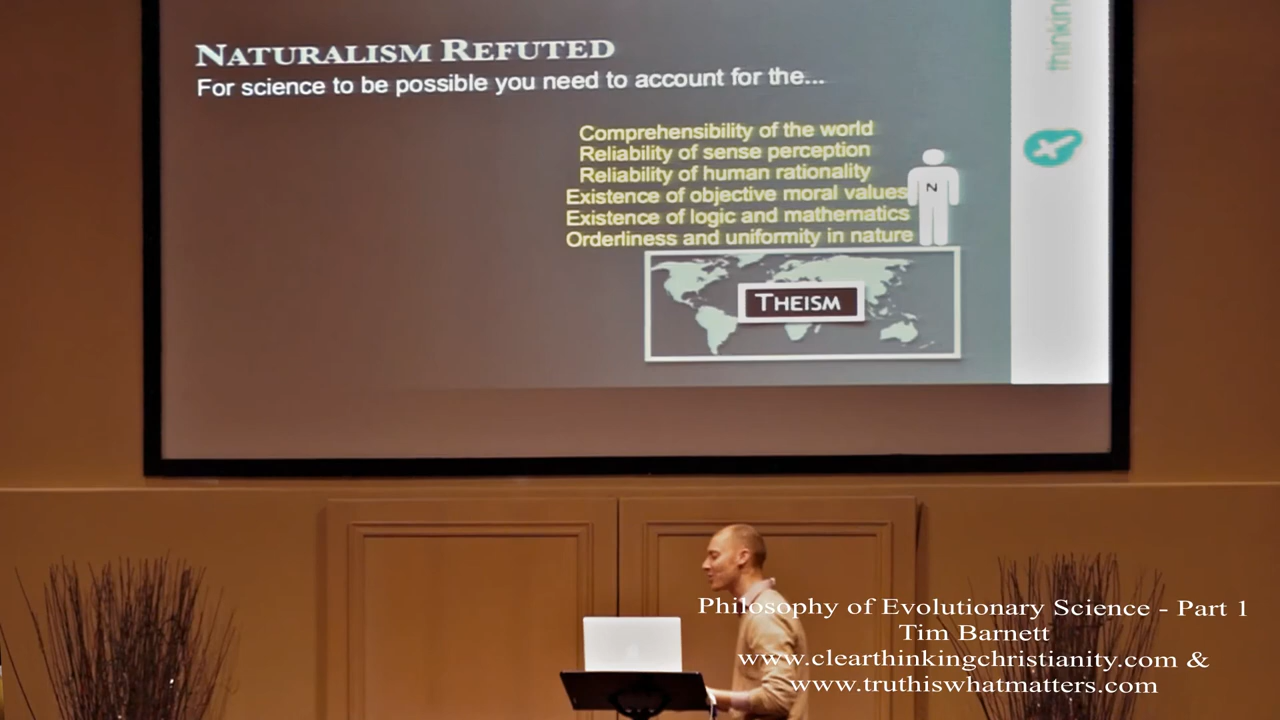 NATURALISM REFUTED
For science to be possible you need to account for the...
Comprehensibility of the world
Reliability of sense perception
Reliability of human rationality
Existence of objective moral values
Existence of logic and mathematics
Orderliness and uniformity in nature
N
THEISM
Philosophy of Evolutionary Science - Part 1
Tim Barnett
www.clearthinkingchristianity.com &
www.truthiswhatmatters.com